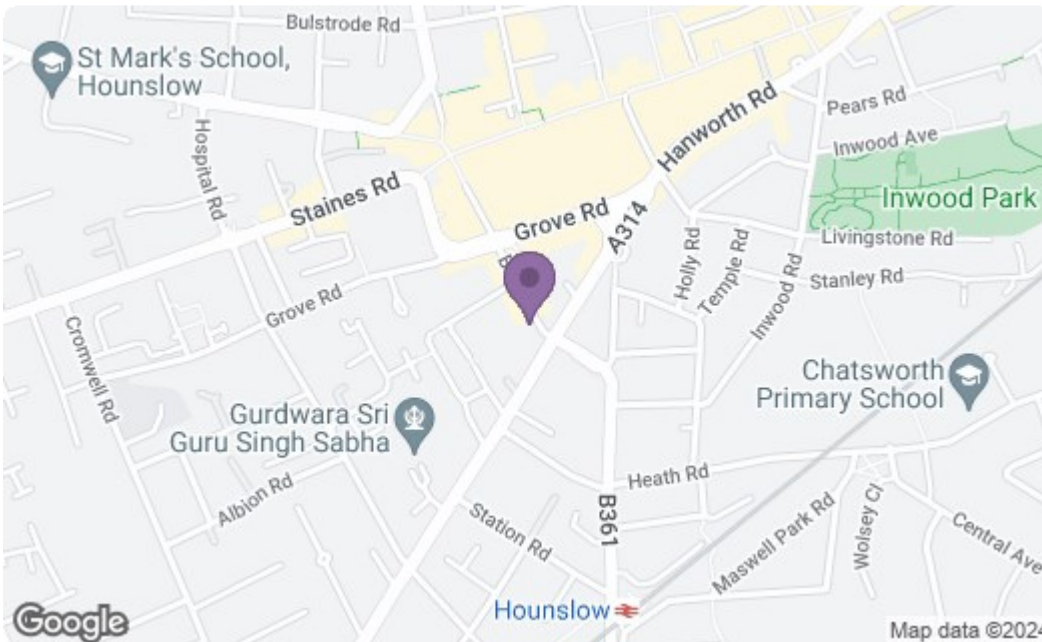 Bulstrode Rd
St Mark's School,
Hounslow
Hospital Rd
Staines Rd
Hanworth Rd
Pears Rd
Inwood Ave
Inwood Park
Grove Rd
A314
Livingstone Rd
Holly Rd
Temple Rd
Inwood Rd
Stanley Rd
Grove Rd
Cromwell Rd
Chatsworth
Primary School
Gurdwara Sri
Guru Singh Sabha
Albion Rd
Heath Rd
Station Rd
B361
Maswell Park Rd
Wolsey Cl
Central Ave
Hounslow
Google
Map data ©2024